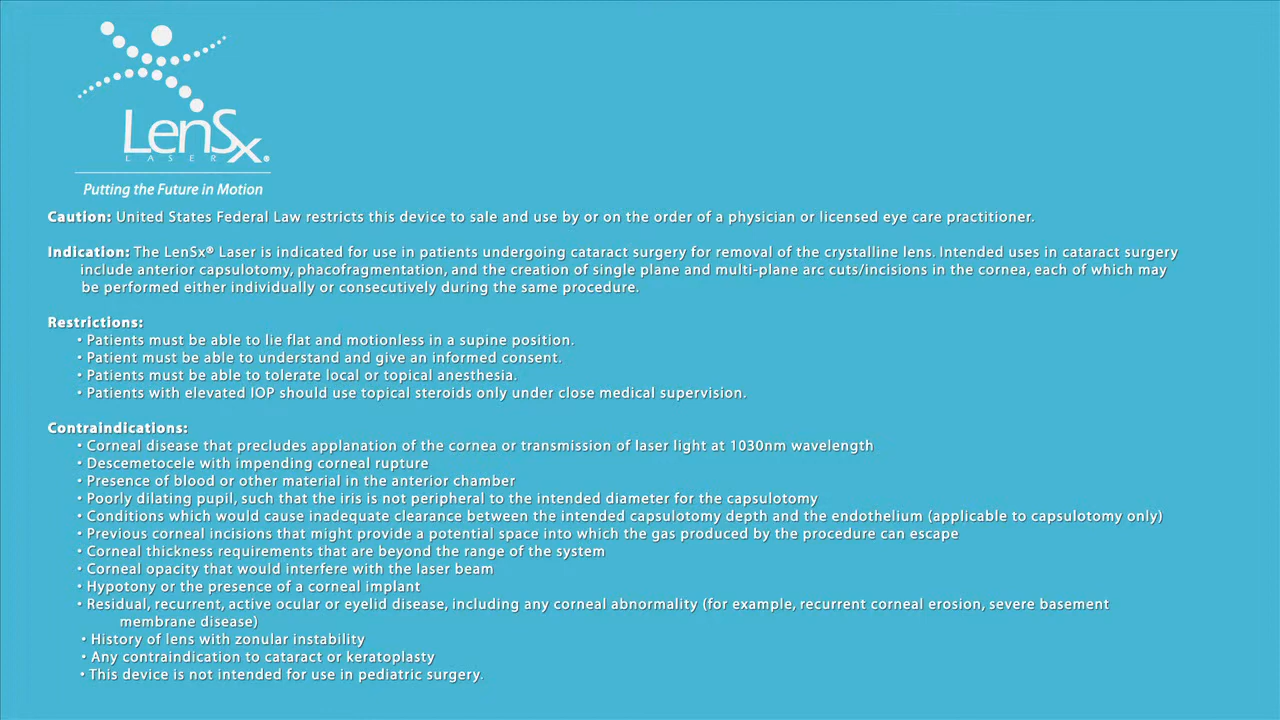 LenSx®
LASER
Putting the Future in Motion
Caution: United States Federal Law restricts this device to sale and use by or on the order of a physician or licensed eye care practitioner.
Indication: The LenSx® Laser is indicated for use in patients undergoing cataract surgery for removal of the crystalline lens. Intended uses in cataract surgery
include anterior capsulotomy, phacofragmentation, and the creation of single plane and multi-plane arc cuts/incisions in the cornea, each of which may
be performed either individually or consecutively during the same procedure.
Restrictions:
• Patients must be able to lie flat and motionless in a supine position.
• Patient must be able to understand and give an informed consent.
• Patients must be able to tolerate local or topical anesthesia.
• Patients with elevated IOP should use topical steroids only under close medical supervision.
Contraindications:
• Corneal disease that precludes applanation of the cornea or transmission of laser light at 1030nm wavelength
• Descemetocele with impending corneal rupture
• Presence of blood or other material in the anterior chamber
• Poorly dilating pupil, such that the iris is not peripheral to the intended diameter for the capsulotomy
• Conditions which would cause inadequate clearance between the intended capsulotomy depth and the endothelium (applicable to capsulotomy only)
• Previous corneal incisions that might provide a potential space into which the gas produced by the procedure can escape
• Corneal thickness requirements that are beyond the range of the system
• Corneal opacity that would interfere with the laser beam
• Hypotony or the presence of a corneal implant
• Residual, recurrent, active ocular or eyelid disease, including any corneal abnormality (for example, recurrent corneal erosion, severe basement
membrane disease)
• History of lens with zonular instability
• Any contraindication to cataract or keratoplasty
• This device is not intended for use in pediatric surgery.